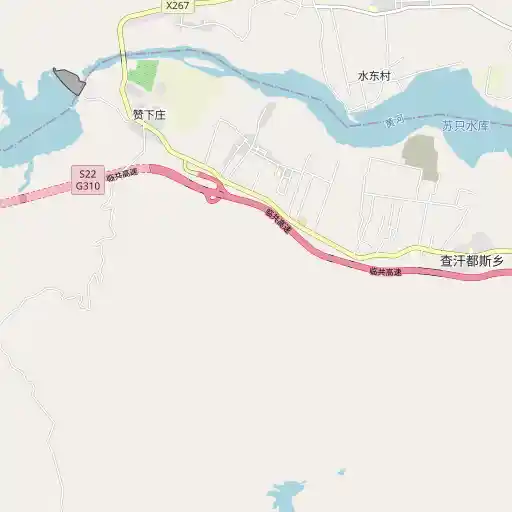 X267
水东村
赞下庄
黄河
苏只水库
S22
G310
临共高速
临共高速
查汗都斯乡
临共高速